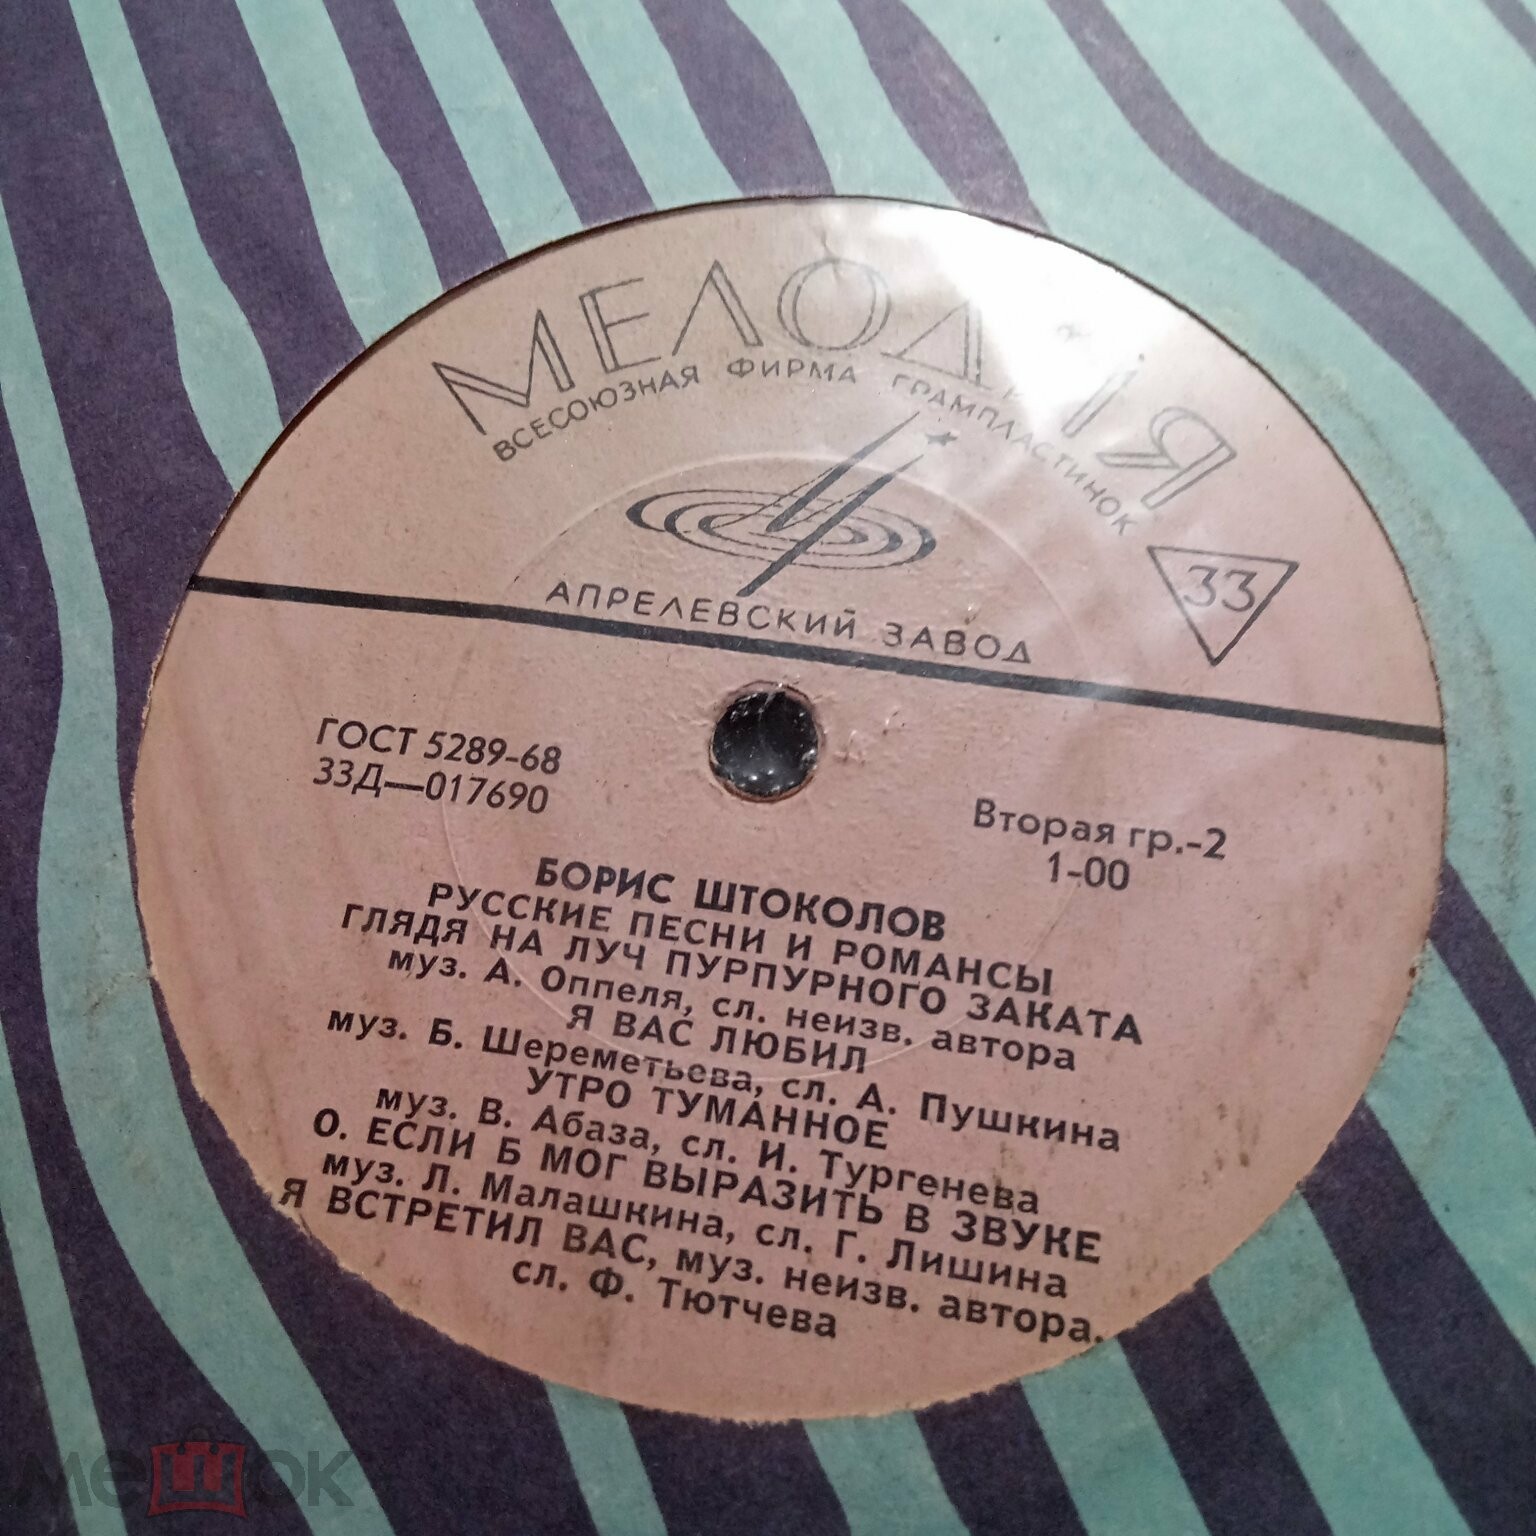 МЕЛОДИЯ
ВСЕСОЮЗНАЯ ФИРМА ГРАМПЛАСТИНОК
33
АПРЕЛЕВСКИЙ ЗАВОД
ГОСТ 5289-68
33Д—017690
Вторая гр.-2
1-00
БОРИС ШТОКОЛОВ
РУССКИЕ ПЕСНИ И РОМАНСЫ
ГЛЯДЯ НА ЛУЧ ПУРПУРНОГО ЗАКАТА
муз. А. Оппеля, сл. неизв. автора
Я ВАС ЛЮБИЛ
муз. Б. Шереметьева, сл. А. Пушкина
УТРО ТУМАННОЕ
муз. В. Абаза, сл. И. Тургенева
О. ЕСЛИ Б МОГ ВЫРАЗИТЬ В ЗВУКЕ
муз. Л. Малашкина, сл. Г. Лишина
Я ВСТРЕТИЛ ВАС, муз. неизв. автора.
сл. Ф. Тютчева
мешок